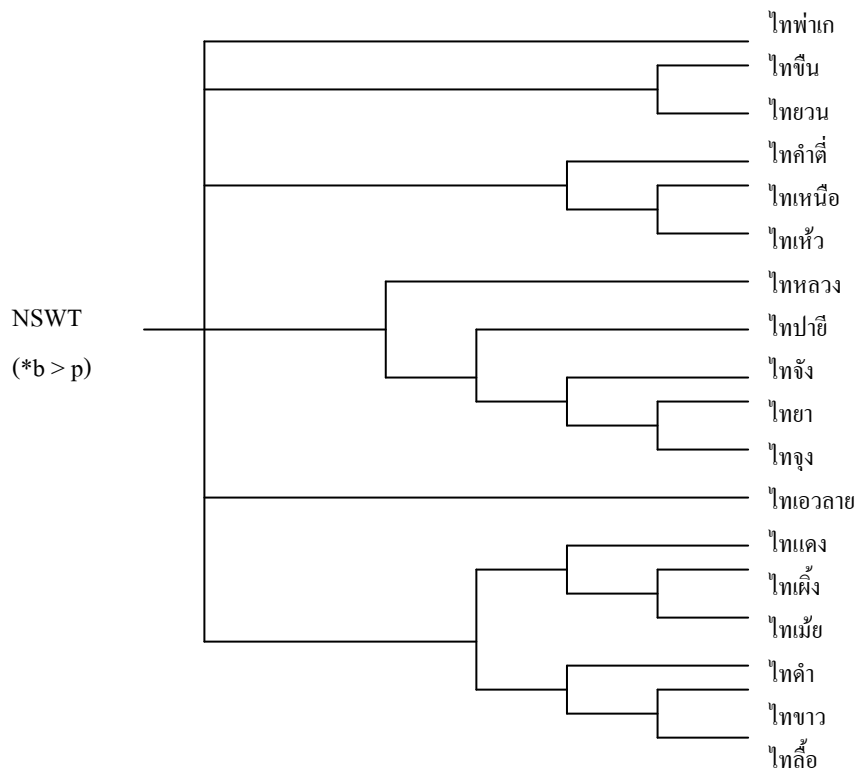 ไทพ่าเก
ไทขึน
ไทยวน
ไทคำตี่
ไทเหนือ
ไทเห้ว
ไทหลวง
NSWT
ไทปายี
(*b > p)
ไทจัง
ไทยา
ไทจุง
ไทเอวลาย
ไทแดง
ไทเผิ้ง
ไทเม้ย
ไทดำ
ไทขาว
ไทลื้อ